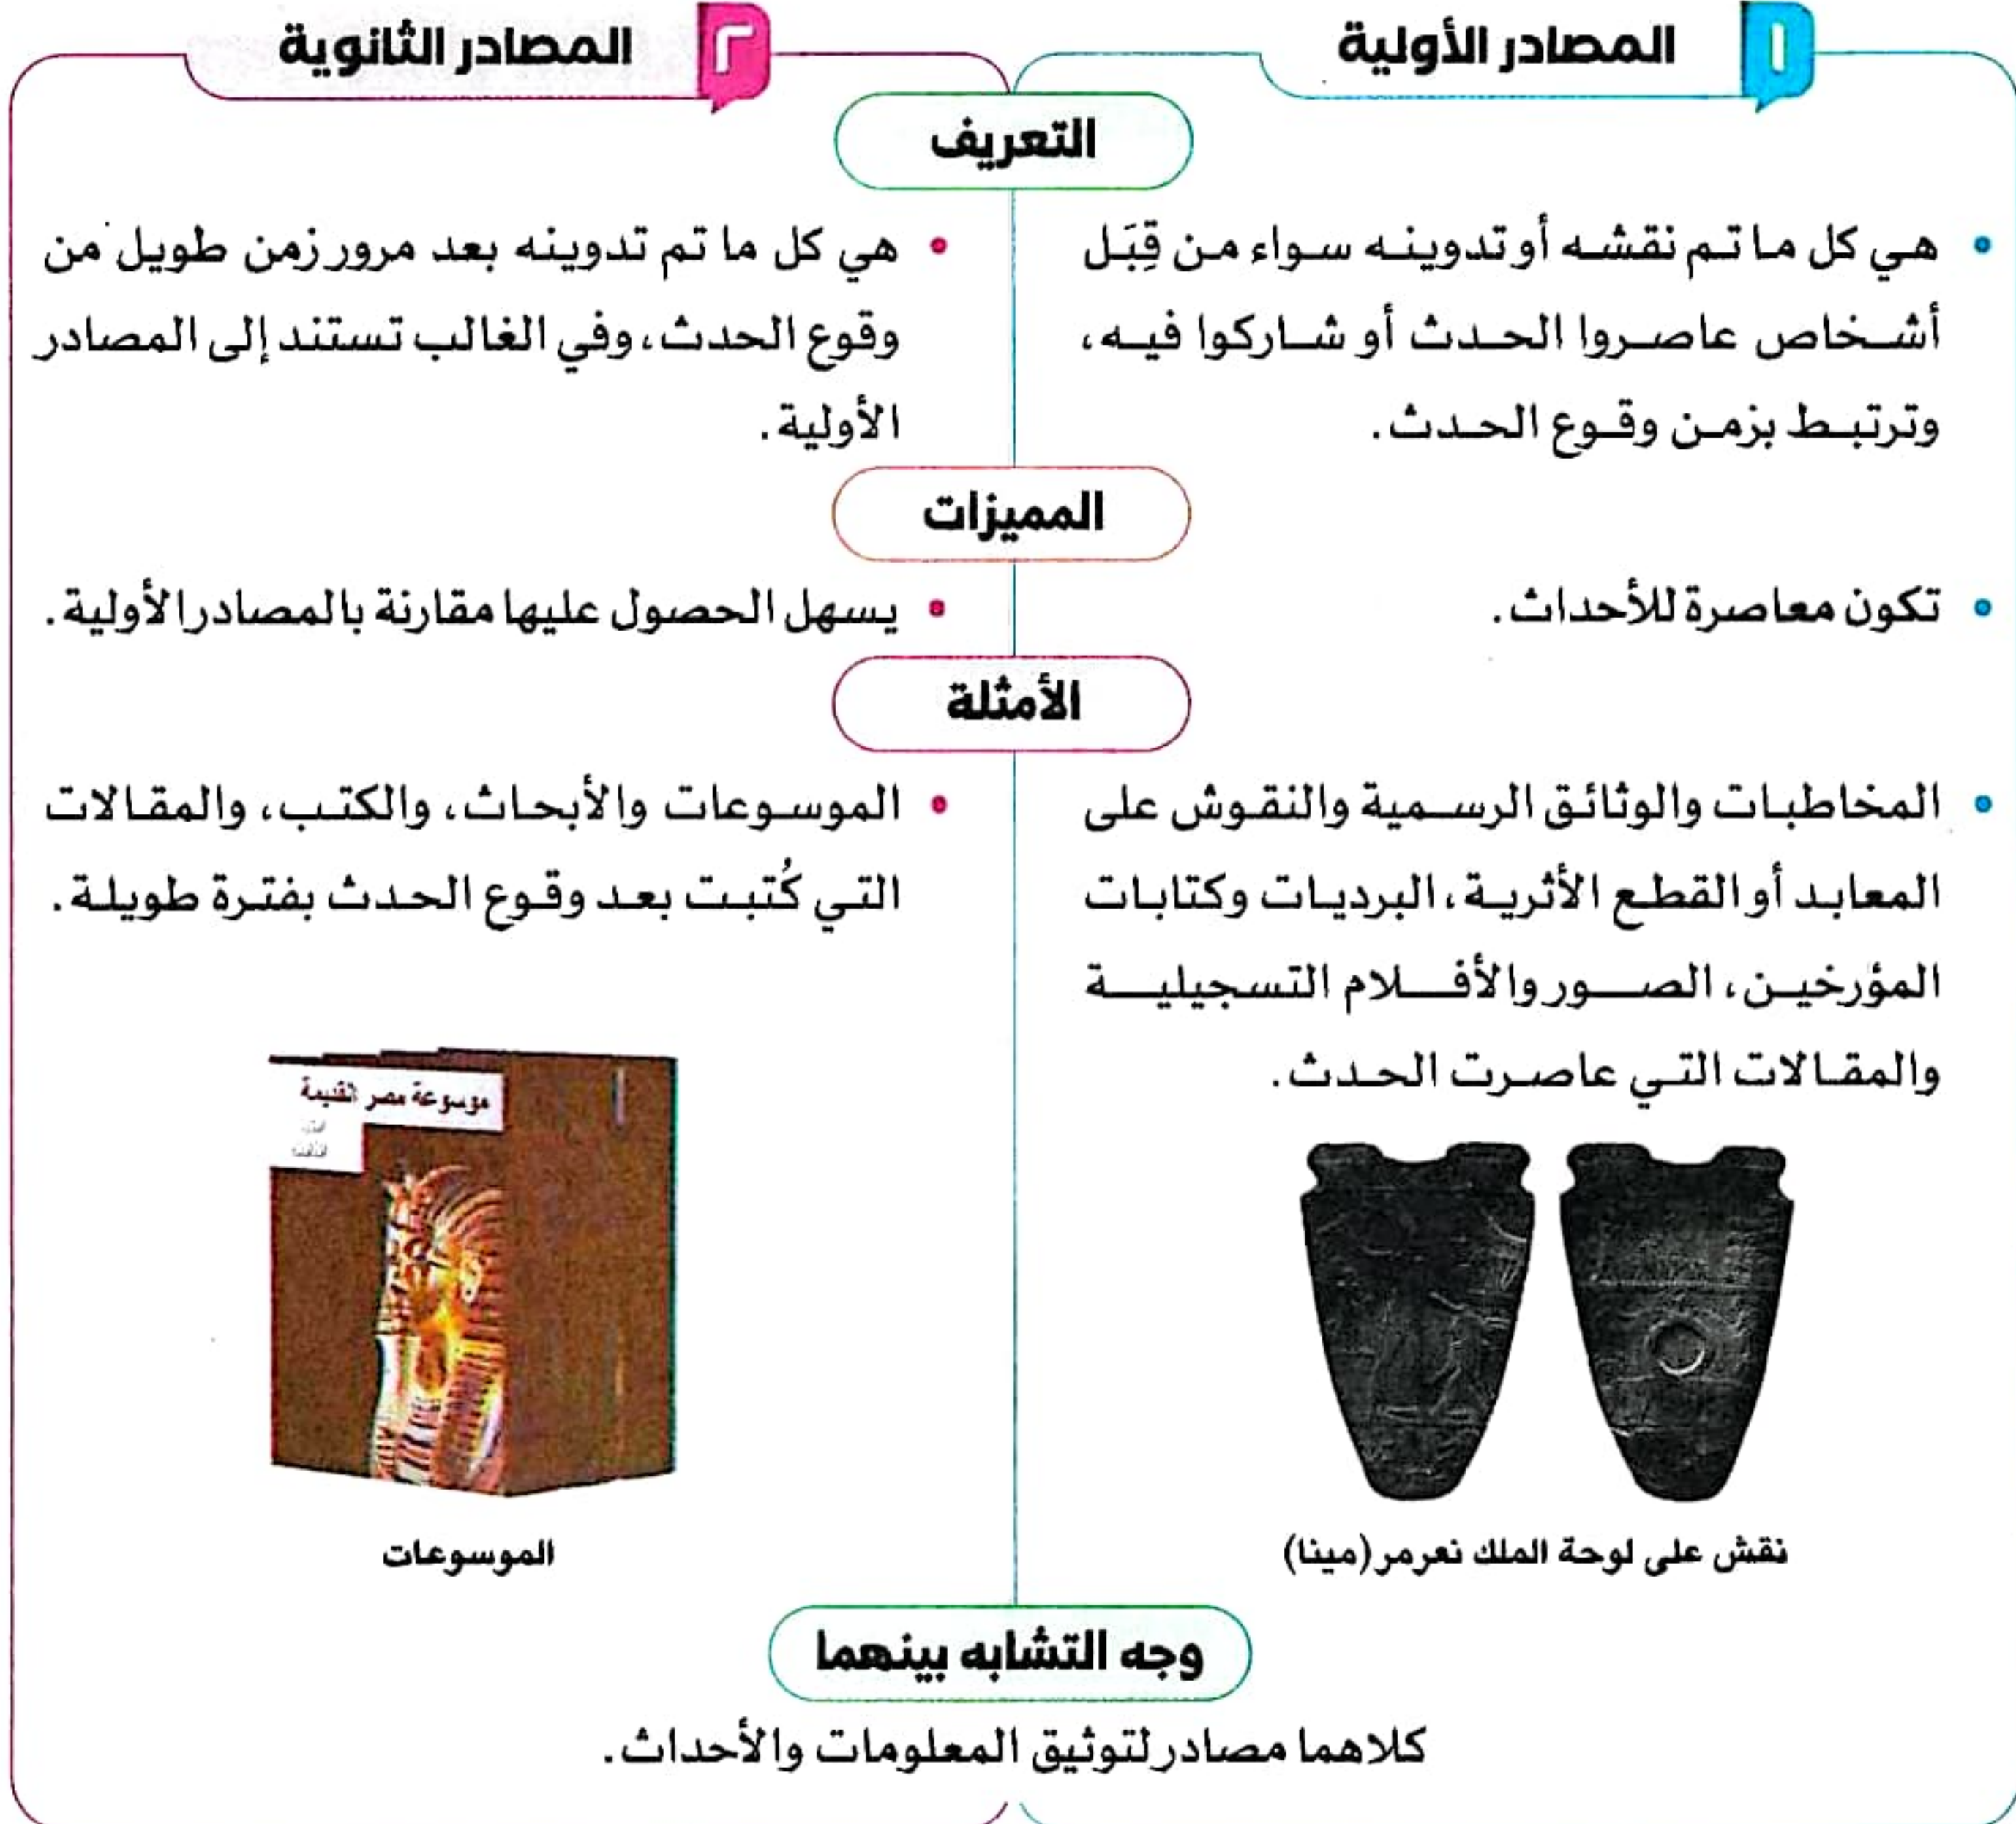 ١ المصادر الأولية
٢ المصادر الثانوية
التعريف
• هي كل ما تم نقشه أو تدوينه سواء من قِبَل
أشخاص عاصروا الحدث أو شاركوا فيه،
وترتبط بزمن وقوع الحدث.
• هي كل ما تم تدوينه بعد مرور زمن طويل من
وقوع الحدث، وفي الغالب تستند إلى المصادر
الأولية.
المميزات
• تكون معاصرة للأحداث.
• يسهل الحصول عليها مقارنة بالمصادر الأولية.
الأمثلة
• المخاطبات والوثائق الرسمية والنقوش على
المعابد أو القطع الأثرية، البرديات وكتابات
المؤرخين، الصور والأفلام التسجيلية
والمقالات التي عاصرت الحدث.
• الموسوعات والأبحاث، والكتب، والمقالات
التي كُتبت بعد وقوع الحدث بفترة طويلة.
موسوعة مصر القديمة
نقش على لوحة الملك نعرمر (مينا)
الموسوعات
وجه التشابه بينهما
كلاهما مصادر لتوثيق المعلومات والأحداث.